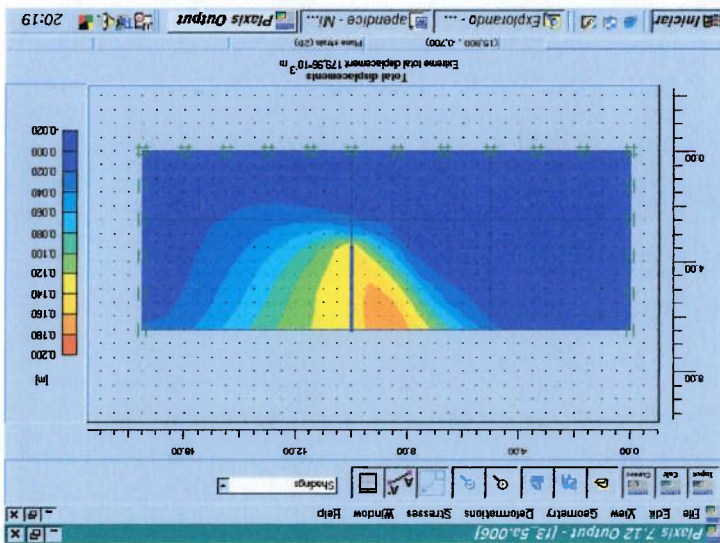 Plaxis 7.12 Output - [13_5a.006]
File Edit View Geometry Deformations Stresses Window Help
Input Calc Curves Shadings
0.00 4.00 8.00 12.00 16.00
8.00
4.00
0.00
[m]
0.200
0.180
0.160
0.140
0.120
0.100
0.080
0.060
0.040
0.020
0.000
-0.020
Total displacements
Extreme total displacement 179,56*10-3 m
(15,800 , -0,700) Plane strain (2D)
Iniciar Explorando - ... apendice - Mi... Plaxis Output 20:19